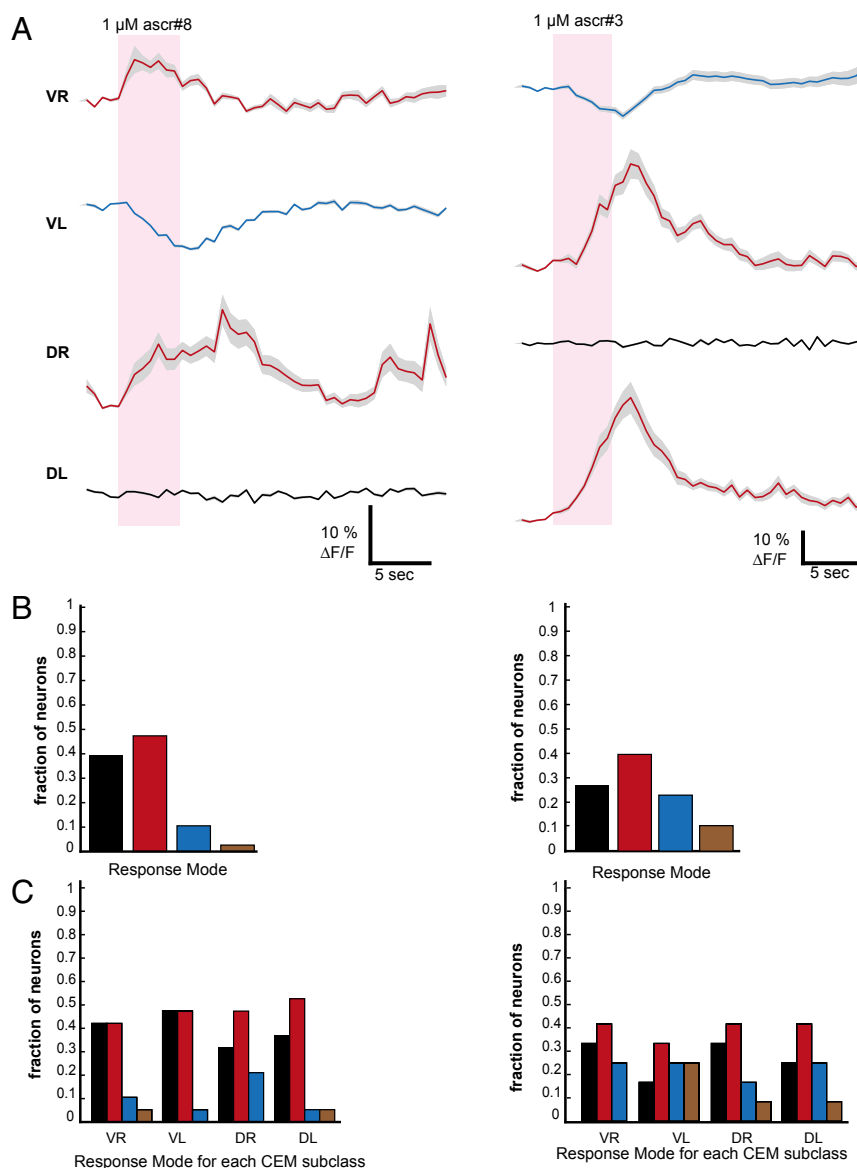 A
1 µM ascr#8
1 µM ascr#3
VR
VL
DR
DL
10 %
ΔF/F
5 sec
10 %
ΔF/F
5 sec
B
fraction of neurons
1
0.9
0.8
0.7
0.6
0.5
0.4
0.3
0.2
0.1
0
Response Mode
fraction of neurons
1
0.9
0.8
0.7
0.6
0.5
0.4
0.3
0.2
0.1
0
Response Mode
C
fraction of neurons
1
0.9
0.8
0.7
0.6
0.5
0.4
0.3
0.2
0.1
0
VR VL DR DL
Response Mode for each CEM subclass
fraction of neurons
1
0.9
0.8
0.7
0.6
0.5
0.4
0.3
0.2
0.1
0
VR VL DR DL
Response Mode for each CEM subclass